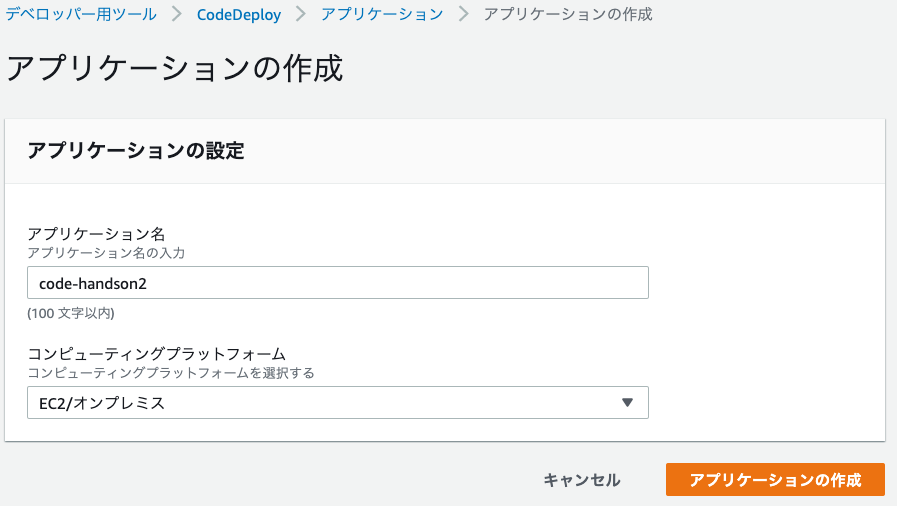 デベロッパー用ツール > CodeDeploy > アプリケーション > アプリケーションの作成
アプリケーションの作成
アプリケーションの設定
アプリケーション名
アプリケーション名の入力
code-handson2
(100 文字以内)
コンピューティングプラットフォーム
コンピューティングプラットフォームを選択する
EC2/オンプレミス
キャンセル アプリケーションの作成